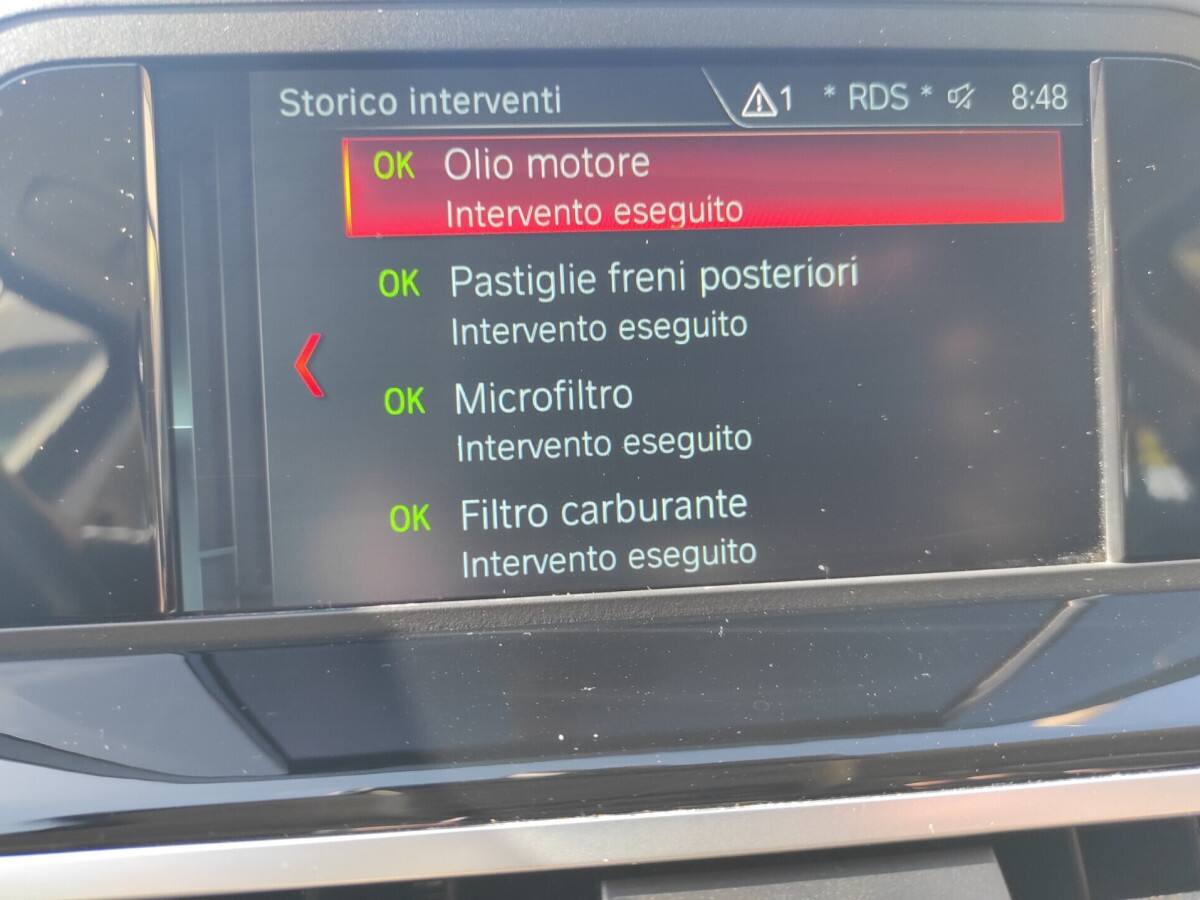 Storico interventi
1 * RDS * 8:48
OK Olio motore
Intervento eseguito
OK Pastiglie freni posteriori
Intervento eseguito
OK Microfiltro
Intervento eseguito
OK Filtro carburante
Intervento eseguito